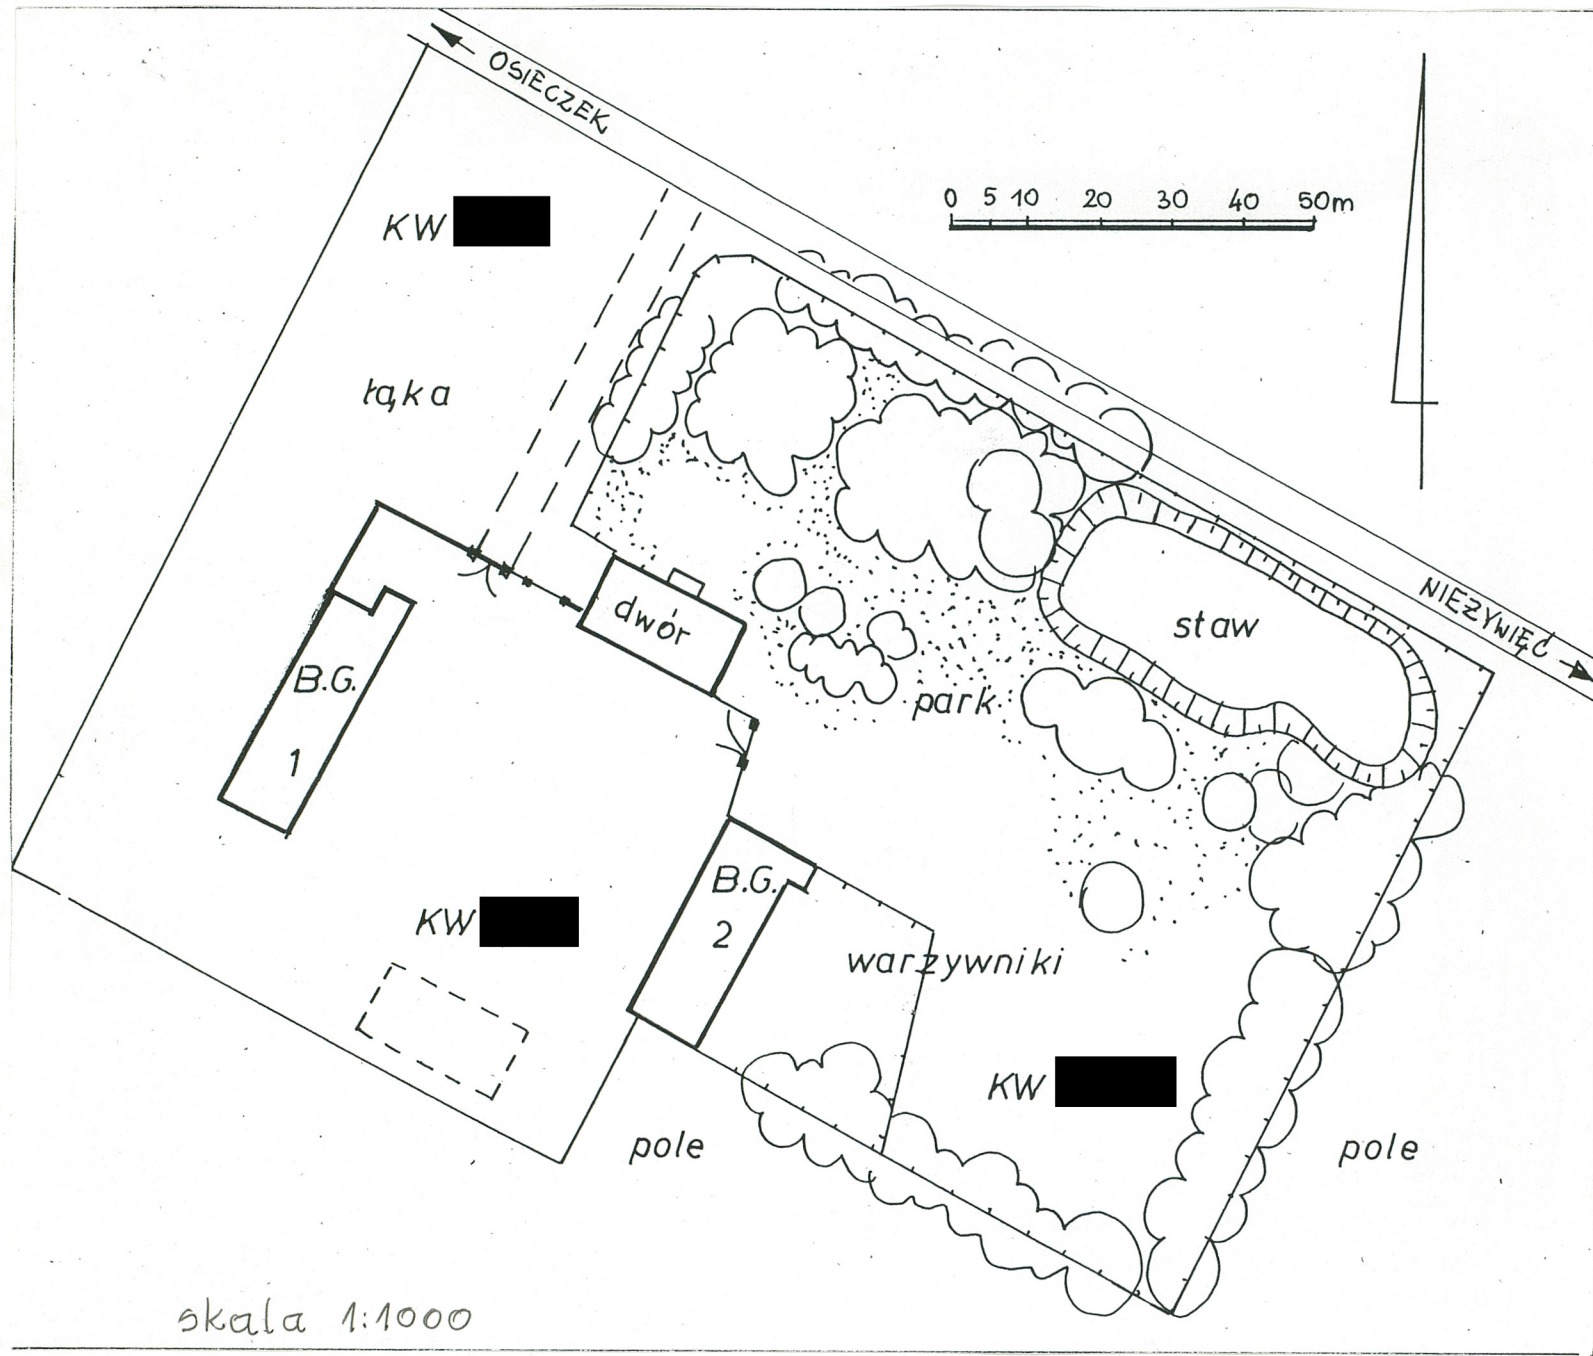 OSIECZEK
KW
0 5 10 20 30 40 50m
łąka
NIEŻYWIĘĆ
dwór
staw
B.G.
1
park
B.G.
2
KW
warzywniki
KW
pole
pole
skala 1:1000